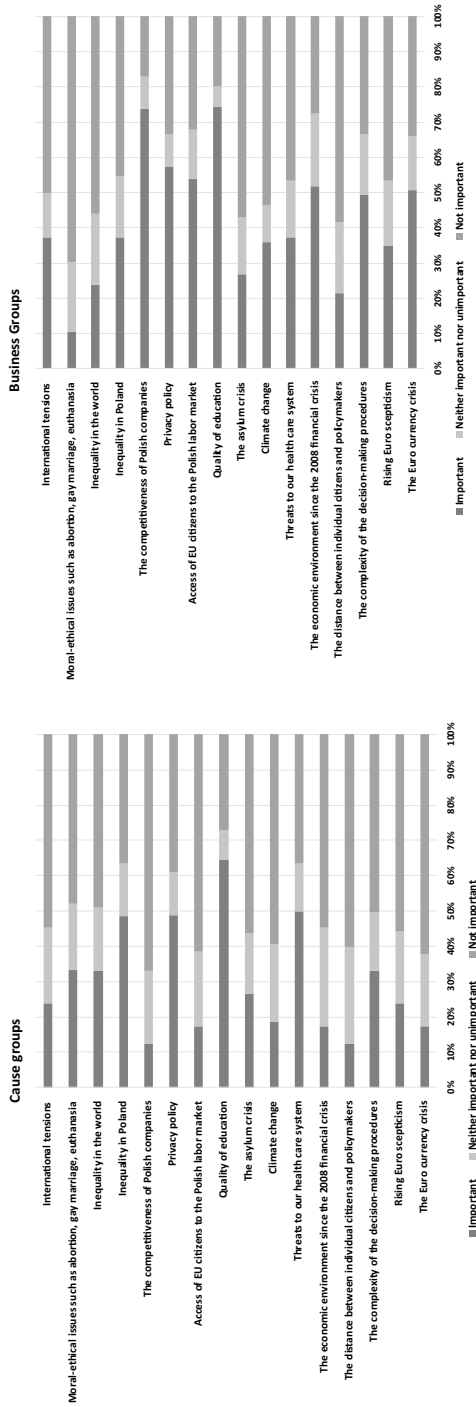 Cause groups
International tensions
Moral-ethical issues such as abortion, gay marriage, euthanasia
Inequality in the world
Inequality in Poland
The competitiveness of Polish companies
Privacy policy
Access of EU citizens to the Polish labor market
Quality of education
The asylum crisis
Climate change
Threats to our health care system
The economic environment since the 2008 financial crisis
The distance between individual citizens and policymakers
The complexity of the decision-making procedures
Rising Euro scepticism
The Euro currency crisis
0% 10% 20% 30% 40% 50% 60% 70% 80% 90% 100%
Important Neither important nor unimportant Not important
Business Groups
International tensions
Moral-ethical issues such as abortion, gay marriage, euthanasia
Inequality in the world
Inequality in Poland
The competitiveness of Polish companies
Privacy policy
Access of EU citizens to the Polish labor market
Quality of education
The asylum crisis
Climate change
Threats to our health care system
The economic environment since the 2008 financial crisis
The distance between individual citizens and policymakers
The complexity of the decision-making procedures
Rising Euro scepticism
The Euro currency crisis
0% 10% 20% 30% 40% 50% 60% 70% 80% 90% 100%
Important Neither important nor unimportant Not important